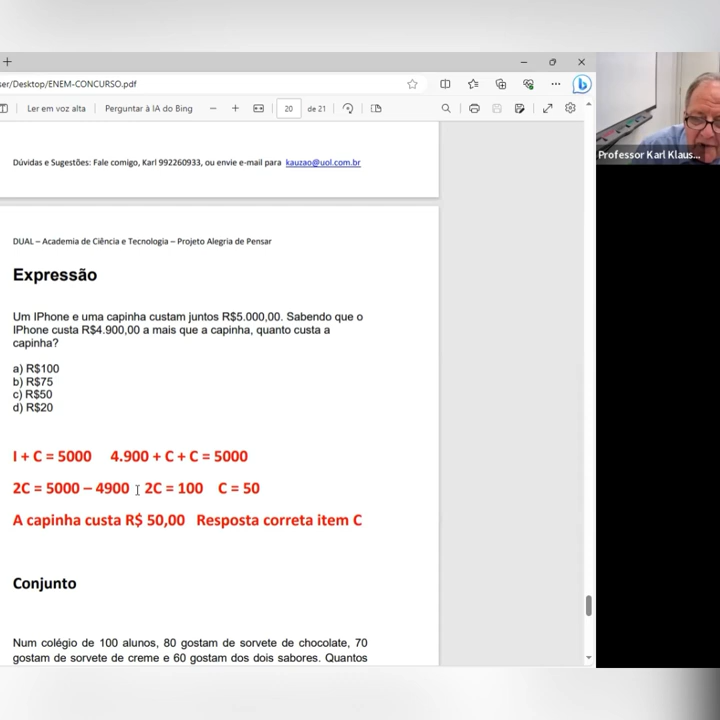 ser/Desktop/ENEM-CONCURSO.pdf
Ler em voz alta Perguntar à IA do Bing 20 de 21
Dúvidas e Sugestões: Fale comigo, Karl 992260933, ou envie e-mail para kauzao@uol.com.br
DUAL – Academia de Ciência e Tecnologia – Projeto Alegria de Pensar
Expressão
Um IPhone e uma capinha custam juntos R$5.000,00. Sabendo que o
IPhone custa R$4.900,00 a mais que a capinha, quanto custa a
capinha?
a) R$100
b) R$75
c) R$50
d) R$20
I + C = 5000 4.900 + C + C = 5000
2C = 5000 – 4900 2C = 100 C = 50
A capinha custa R$ 50,00 Resposta correta item C
Conjunto
Num colégio de 100 alunos, 80 gostam de sorvete de chocolate, 70
gostam de sorvete de creme e 60 gostam dos dois sabores. Quantos
Professor Karl Klaus...